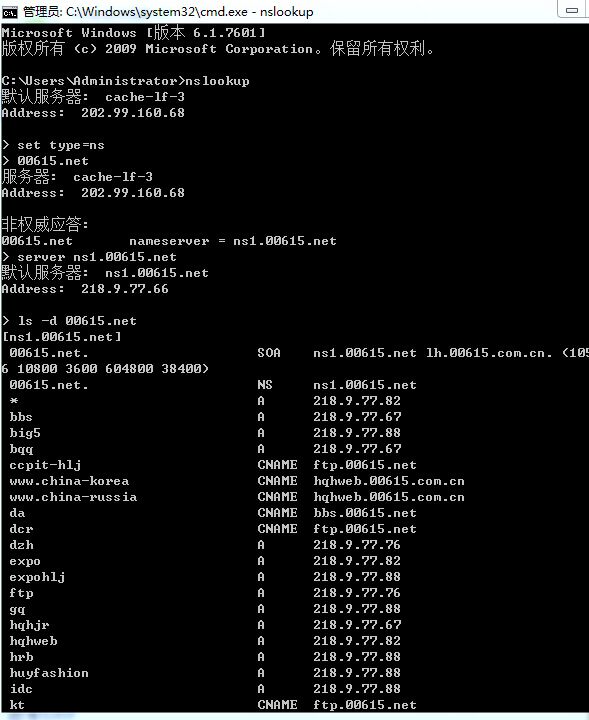 管理员: C:\Windows\system32\cmd.exe - nslookup
Microsoft Windows [版本 6.1.7601]
版权所有 (c) 2009 Microsoft Corporation。保留所有权利。
C:\Users\Administrator>nslookup
默认服务器:  cache-lf-3
Address:  202.99.160.68
> set type=ns
> 00615.net
服务器:  cache-lf-3
Address:  202.99.160.68
非权威应答:
00615.net       nameserver = ns1.00615.net
> server ns1.00615.net
默认服务器:  ns1.00615.net
Address:  218.9.77.66
> ls -d 00615.net
[ns1.00615.net]
 00615.net.                     SOA    ns1.00615.net lh.00615.com.cn. (105
6 10800 3600 604800 38400)
 00615.net.                     NS     ns1.00615.net
 *                              A      218.9.77.82
 bbs                            A      218.9.77.67
 big5                           A      218.9.77.88
 bqq                            A      218.9.77.67
 ccpit-hlj                      CNAME  ftp.00615.net
 www.china-korea                CNAME  hqhweb.00615.com.cn
 www.china-russia               CNAME  hqhweb.00615.com.cn
 da                             CNAME  bbs.00615.net
 dcr                            CNAME  ftp.00615.net
 dzh                            A      218.9.77.76
 expo                           A      218.9.77.82
 expohlj                        A      218.9.77.88
 ftp                            A      218.9.77.76
 gq                             A      218.9.77.88
 hqhjr                          A      218.9.77.67
 hqhweb                         A      218.9.77.82
 hrb                            A      218.9.77.88
 huyfashion                     A      218.9.77.88
 idc                            A      218.9.77.88
 kt                             CNAME  ftp.00615.net